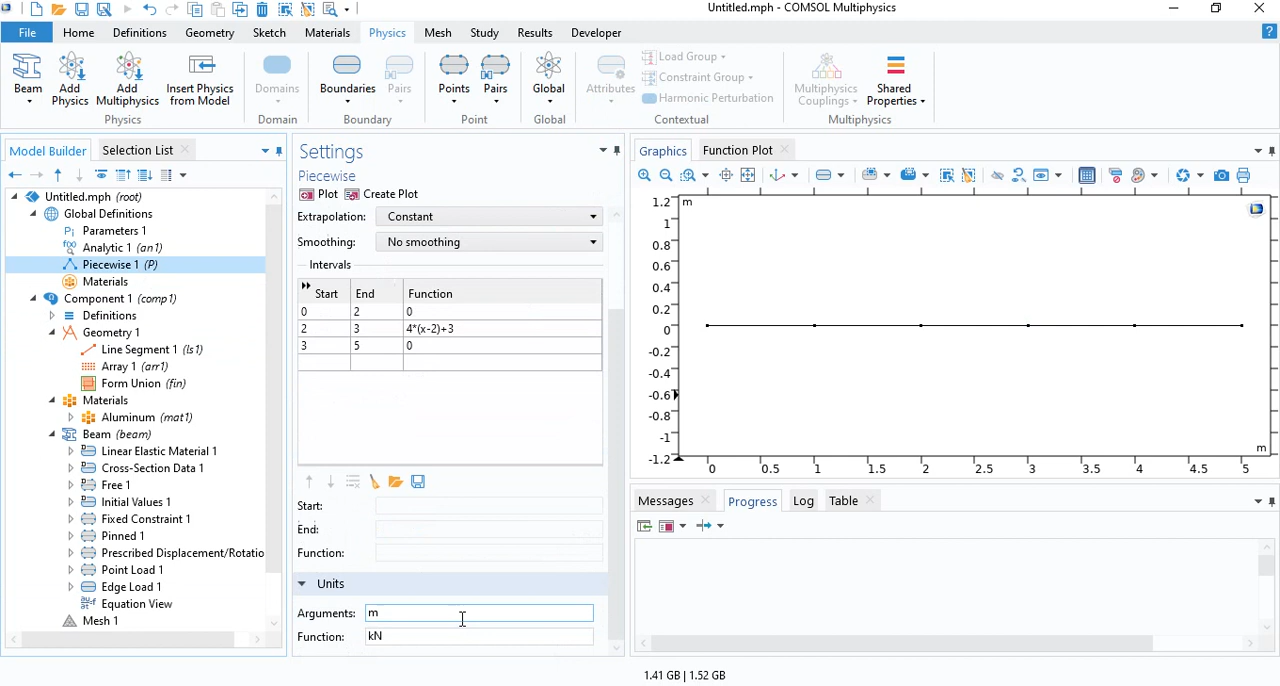 Untitled.mph - COMSOL Multiphysics
File Home Definitions Geometry Sketch Materials Physics Mesh Study Results Developer
Beam
Add Physics
Add Multiphysics
Insert Physics from Model
Physics
Domains
Domain
Boundaries
Pairs
Boundary
Points
Pairs
Point
Global
Global
Attributes
Load Group
Constraint Group
Harmonic Perturbation
Contextual
Multiphysics Couplings
Shared Properties
Multiphysics
Model Builder
Selection List
Untitled.mph (root)
Global Definitions
Parameters 1
Analytic 1 (an1)
Piecewise 1 (P)
Materials
Component 1 (comp1)
Definitions
Geometry 1
Line Segment 1 (ls1)
Array 1 (arr1)
Form Union (fin)
Materials
Aluminum (mat1)
Beam (beam)
Linear Elastic Material 1
Cross-Section Data 1
Free 1
Initial Values 1
Fixed Constraint 1
Pinned 1
Prescribed Displacement/Rotatio
Point Load 1
Edge Load 1
Equation View
Mesh 1
Settings
Piecewise
Plot Create Plot
Extrapolation: Constant
Smoothing: No smoothing
Intervals
Start End Function
0 2 0
2 3 4*(x-2)+3
3 5 0
Start:
End:
Function:
Units
Arguments: m
Function: kN
Graphics
Function Plot
m
1.2
1
0.8
0.6
0.4
0.2
0
-0.2
-0.4
-0.6
-0.8
-1
-1.2
m
0 0.5 1 1.5 2 2.5 3 3.5 4 4.5 5
Messages Progress Log Table
1.41 GB | 1.52 GB